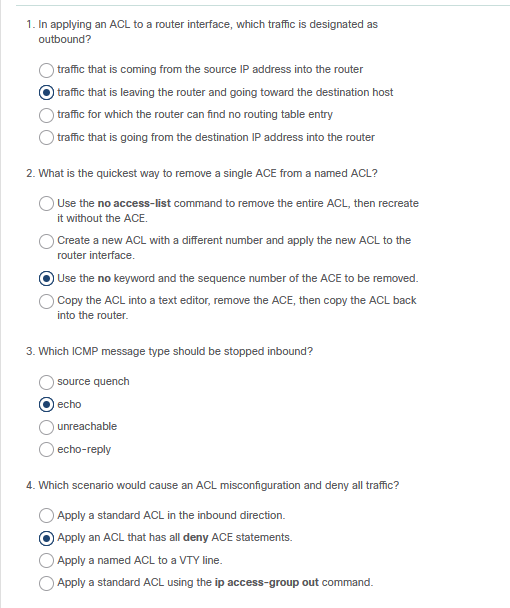 1. In applying an ACL to a router interface, which traffic is designated as
outbound?
traffic that is coming from the source IP address into the router
traffic that is leaving the router and going toward the destination host
traffic for which the router can find no routing table entry
traffic that is going from the destination IP address into the router
2. What is the quickest way to remove a single ACE from a named ACL?
Use the no access-list command to remove the entire ACL, then recreate
it without the ACE.
Create a new ACL with a different number and apply the new ACL to the
router interface.
Use the no keyword and the sequence number of the ACE to be removed.
Copy the ACL into a text editor, remove the ACE, then copy the ACL back
into the router.
3. Which ICMP message type should be stopped inbound?
source quench
echo
unreachable
echo-reply
4. Which scenario would cause an ACL misconfiguration and deny all traffic?
Apply a standard ACL in the inbound direction.
Apply an ACL that has all deny ACE statements.
Apply a named ACL to a VTY line.
Apply a standard ACL using the ip access-group out command.